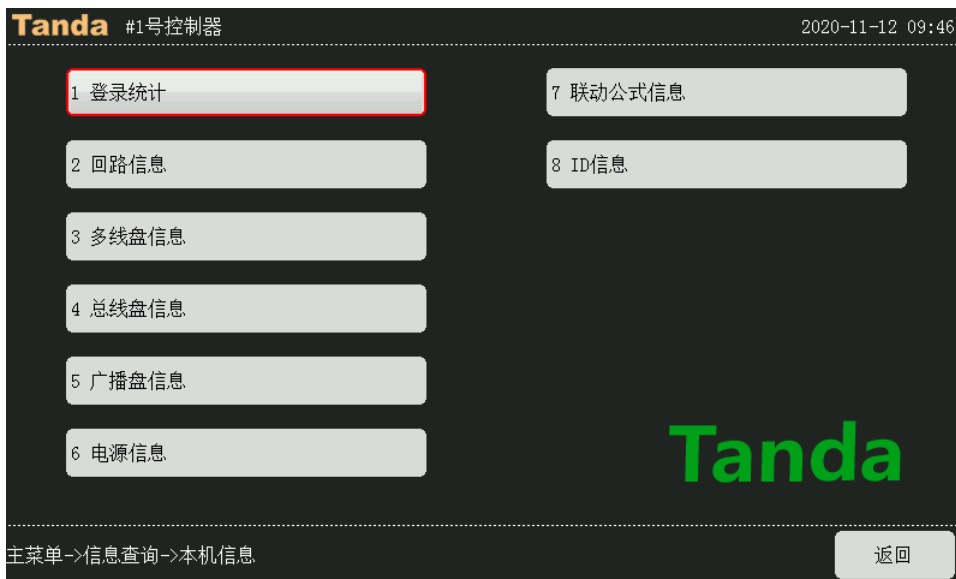 Tanda #1号控制器 2020-11-12 09:46
1 登录统计
2 回路信息
3 多线盘信息
4 总线盘信息
5 广播盘信息
6 电源信息
7 联动公式信息
8 ID信息
Tanda
主菜单->信息查询->本机信息
返回